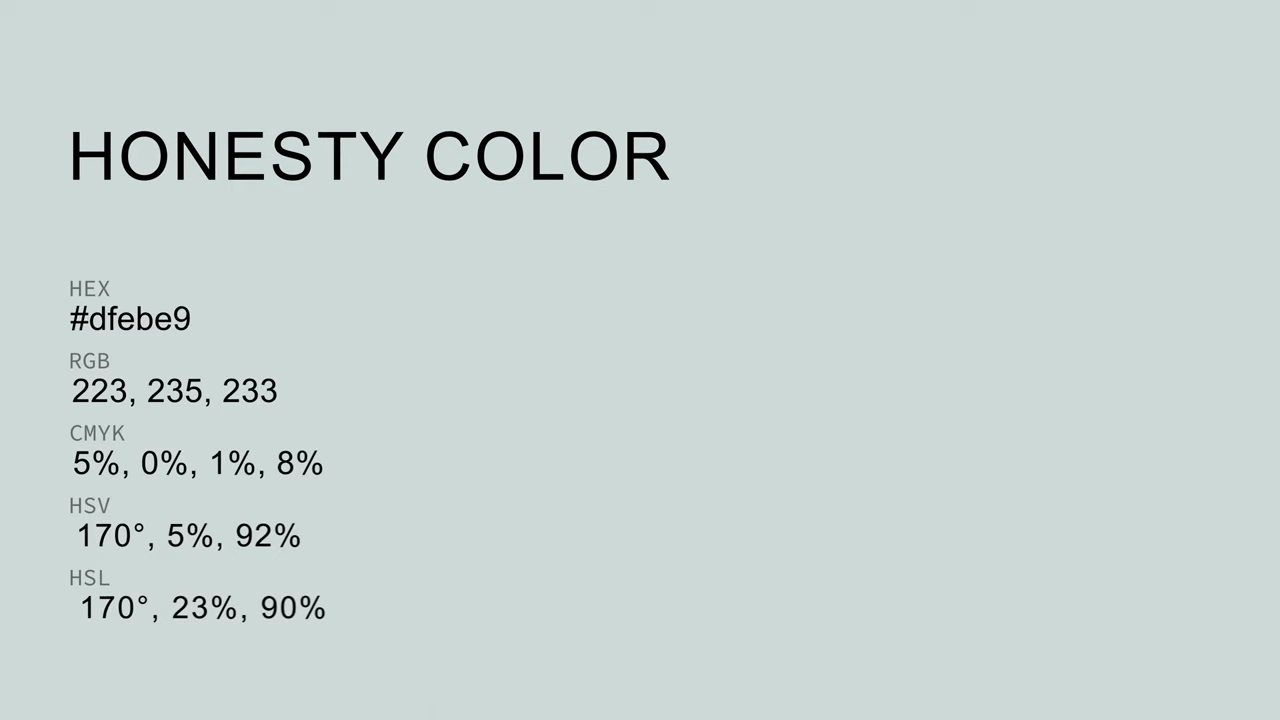 HONESTY COLOR
HEX
#dfebe9
RGB
223, 235, 233
CMYK
5%, 0%, 1%, 8%
HSV
170°, 5%, 92%
HSL
170°, 23%, 90%